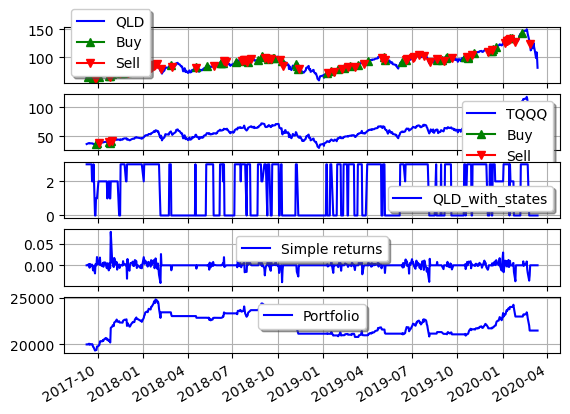 QLD
Buy
Sell
150
100
TQQQ
Buy
Sell
100
50
QLD_with_states
2
0
Simple returns
0.05
0.00
Portfolio
25000
20000
2017-10
2018-01
2018-04
2018-07
2018-10
2019-01
2019-04
2019-07
2019-10
2020-01
2020-04